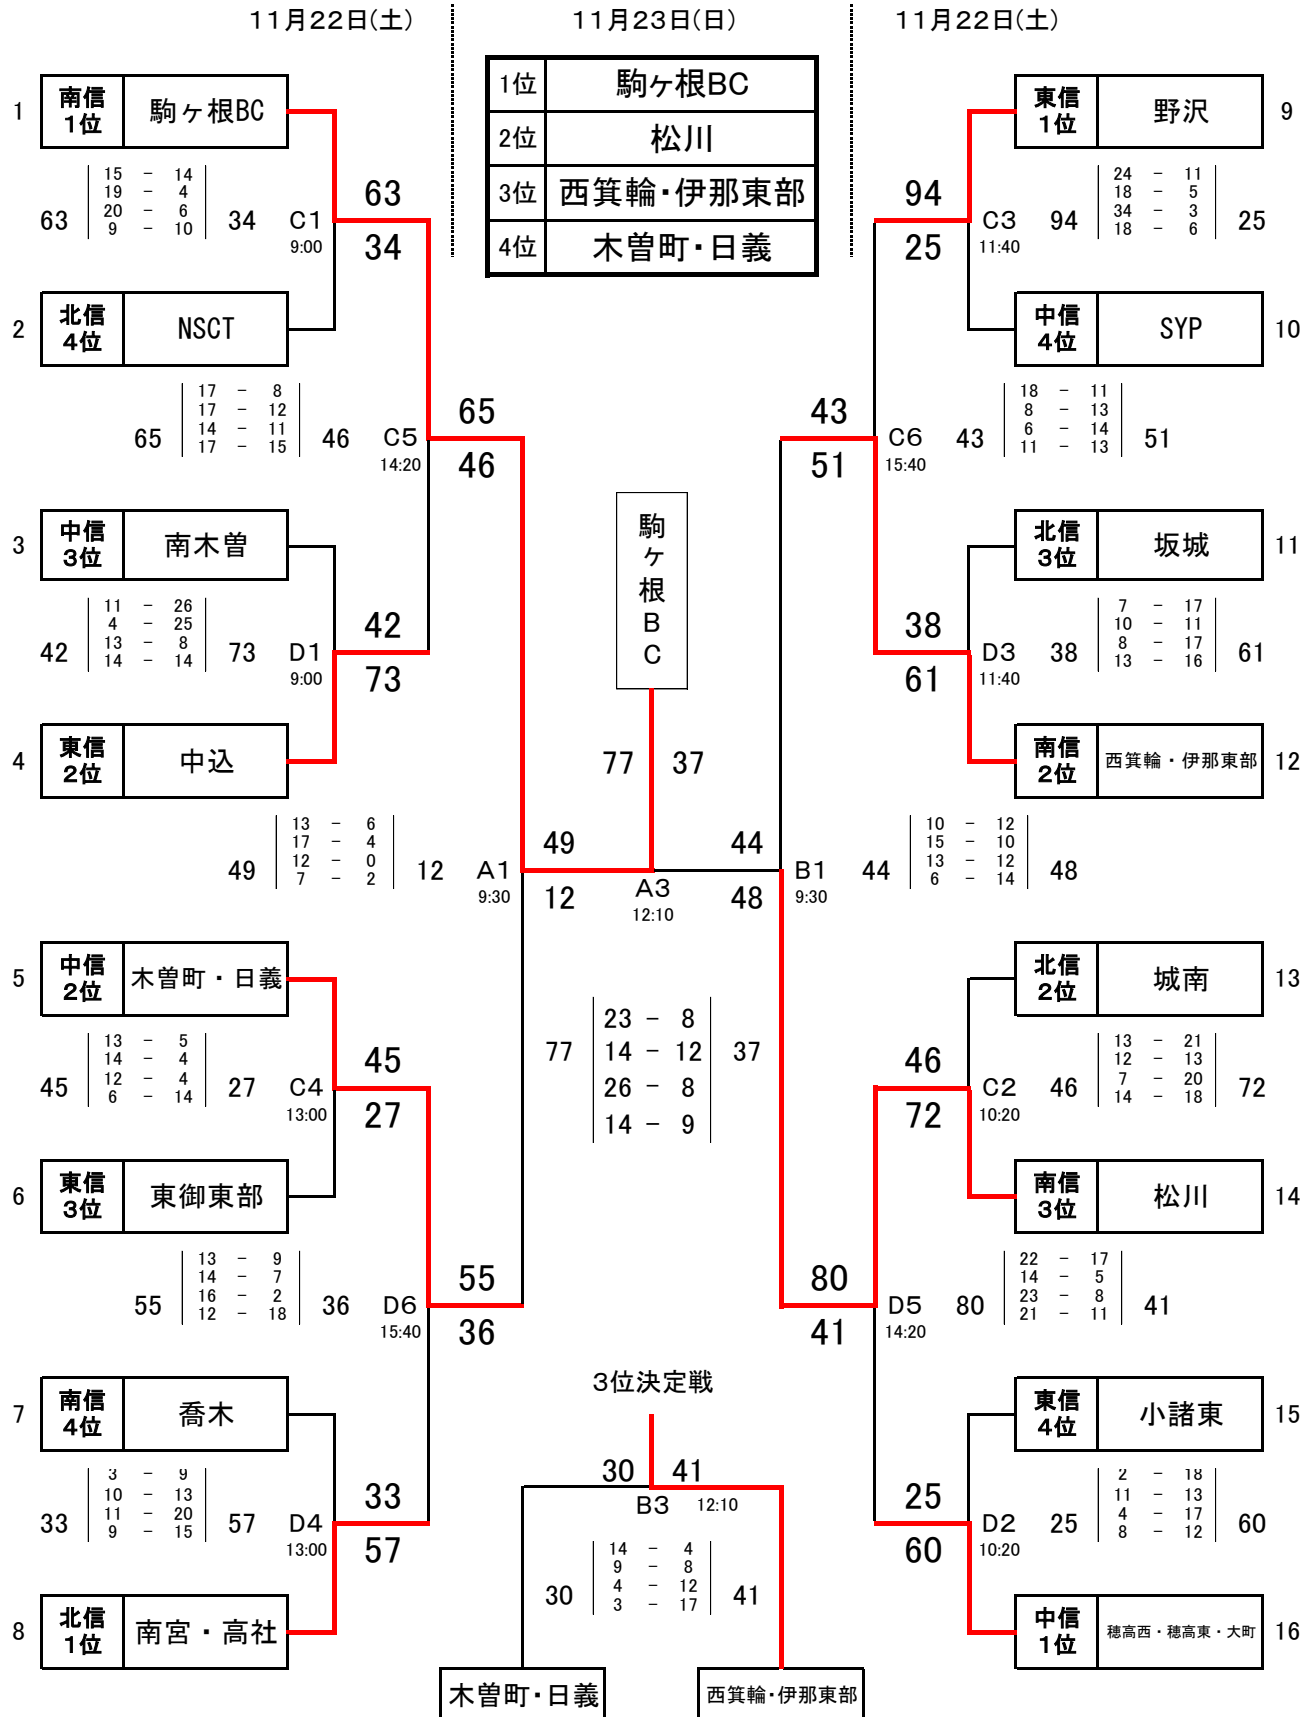 11月22日(土)
11月23日(日)
11月22日(土)
1位 駒ヶ根BC
2位 松川
3位 西箕輪・伊那東部
4位 木曽町・日義
1 南信1位 駒ヶ根BC
63
15 － 14
19 － 4
20 － 6
9 － 10
34
C1
9:00
63
34
2 北信4位 NSCT
65
17 － 8
17 － 12
14 － 11
17 － 15
46
C5
14:20
65
46
3 中信3位 南木曽
42
11 － 26
4 － 25
13 － 8
14 － 14
73
D1
9:00
42
73
4 東信2位 中込
49
13 － 6
17 － 4
12 － 0
7 － 2
12
A1
9:30
49
12
5 中信2位 木曽町・日義
45
13 － 5
14 － 4
12 － 4
6 － 14
27
C4
13:00
45
27
6 東信3位 東御東部
55
13 － 9
14 － 7
16 － 2
12 － 18
36
D6
15:40
55
36
7 南信4位 喬木
33
3 － 9
10 － 13
11 － 20
9 － 15
57
D4
13:00
33
57
8 北信1位 南宮・高社
駒ヶ根BC
77 37
A3
12:10
77
23 － 8
14 － 12
26 － 8
14 － 9
37
3位決定戦
30 41
B3 12:10
30
14 － 4
9 － 8
4 － 12
3 － 17
41
木曽町・日義
西箕輪・伊那東部
東信1位 野沢 9
94
25
C3
11:40
94
24 － 11
18 － 5
34 － 3
18 － 6
25
中信4位 SYP 10
43
51
C6
15:40
43
18 － 11
8 － 13
6 － 14
11 － 13
51
北信3位 坂城 11
38
61
D3
11:40
38
7 － 17
10 － 11
8 － 17
13 － 16
61
南信2位 西箕輪・伊那東部 12
44
48
B1
9:30
44
10 － 12
15 － 10
13 － 12
6 － 14
48
北信2位 城南 13
46
72
C2
10:20
46
13 － 21
12 － 13
7 － 20
14 － 18
72
南信3位 松川 14
80
41
D5
14:20
80
22 － 17
14 － 5
23 － 8
21 － 11
41
東信4位 小諸東 15
25
60
D2
10:20
25
2 － 18
11 － 13
4 － 17
8 － 12
60
中信1位 穂高西・穂高東・大町 16